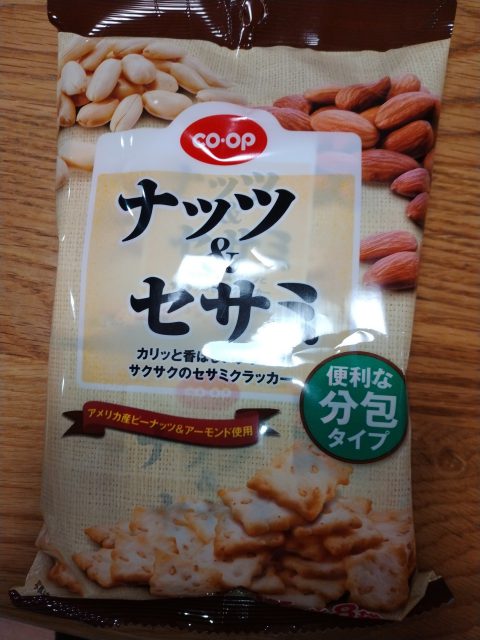 co・op
ナッツ
&
セサミ
カリッと香ば
サクサクのセサミクラッカー
便利な
分包
タイプ
アメリカ産ピーナッツ&アーモンド使用
co・op